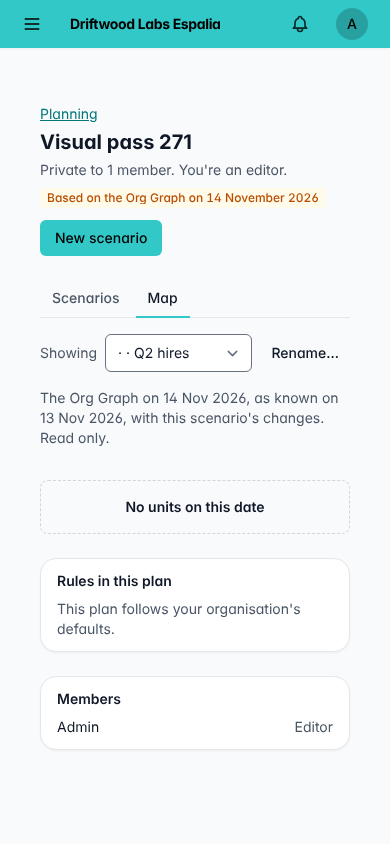 Driftwood Labs Espalia
A
Planning
Visual pass 271
Private to 1 member. You're an editor.
Based on the Org Graph on 14 November 2026
New scenario
Scenarios
Map
Showing
· · Q2 hires
Rename...
The Org Graph on 14 Nov 2026, as known on
13 Nov 2026, with this scenario's changes.
Read only.
No units on this date
Rules in this plan
This plan follows your organisation's
defaults.
Members
Admin
Editor